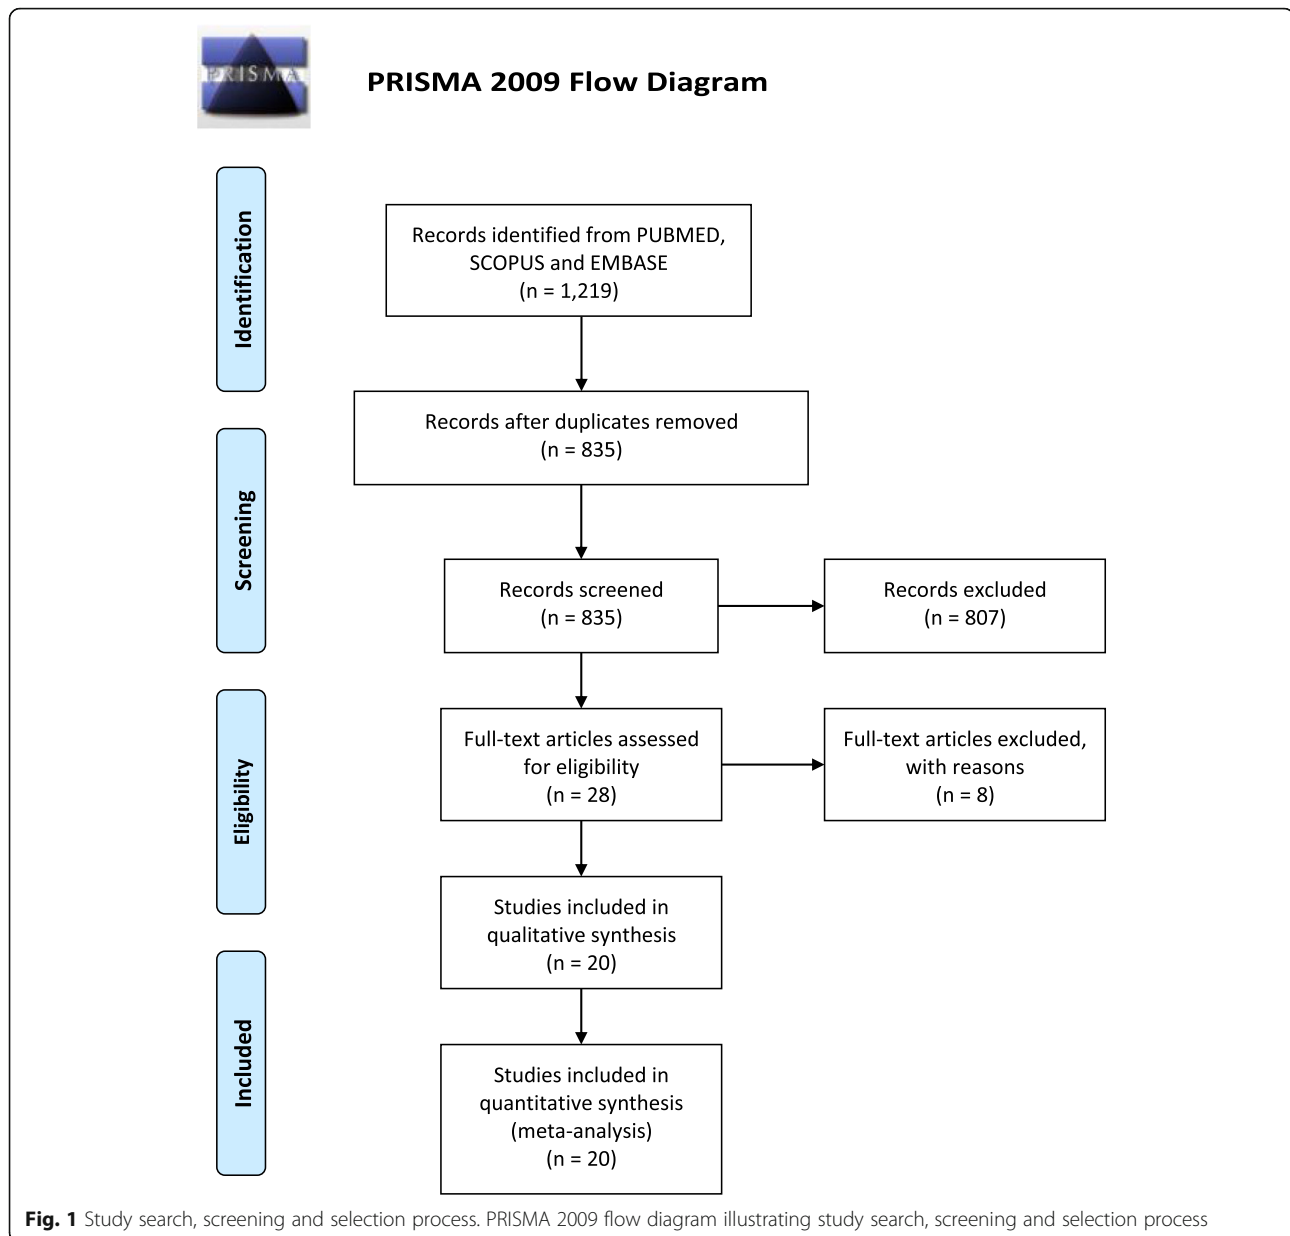 PRISMA
PRISMA 2009 Flow Diagram
Identification
Records identified from PUBMED,
SCOPUS and EMBASE
(n = 1,219)
Records after duplicates removed
(n = 835)
Screening
Records screened
(n = 835)
Records excluded
(n = 807)
Eligibility
Full-text articles assessed
for eligibility
(n = 28)
Full-text articles excluded,
with reasons
(n = 8)
Studies included in
qualitative synthesis
(n = 20)
Included
Studies included in
quantitative synthesis
(meta-analysis)
(n = 20)
Fig. 1 Study search, screening and selection process. PRISMA 2009 flow diagram illustrating study search, screening and selection process